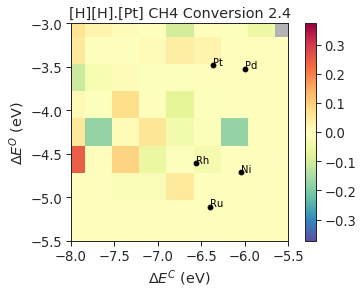 [H][H].[Pt] CH4 Conversion 2.4
−3.0
−3.5
−4.0
−4.5
−5.0
−5.5
ΔE^O (eV)
Pt
Pd
Rh
Ni
Ru
−8.0 −7.5 −7.0 −6.5 −6.0 −5.5
ΔE^C (eV)
0.3
0.2
0.1
0.0
−0.1
−0.2
−0.3